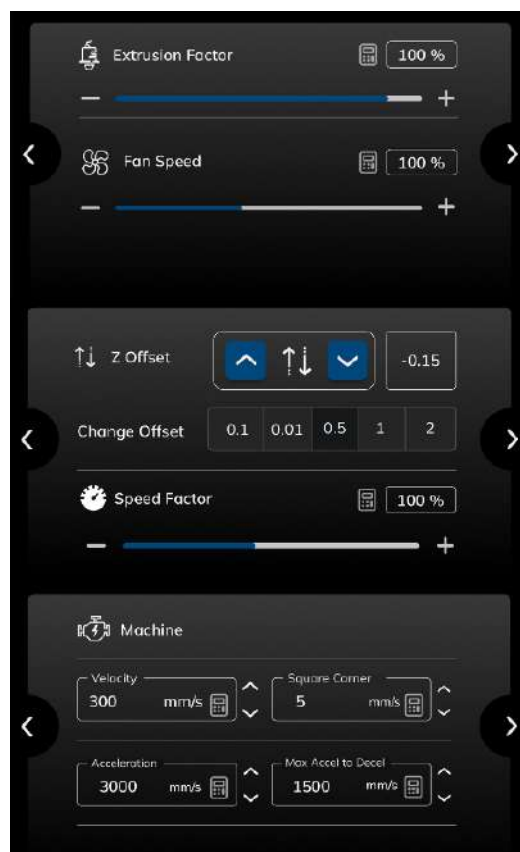 Extrusion Factor 100 %
Fan Speed 100 %
Z Offset -0.15
Change Offset 0.1 0.01 0.5 1 2
Speed Factor 100 %
Machine
Velocity Square Corner
300 mm/s 5 mm/s
Acceleration Max Accel to Decel
3000 mm/s 1500 mm/s